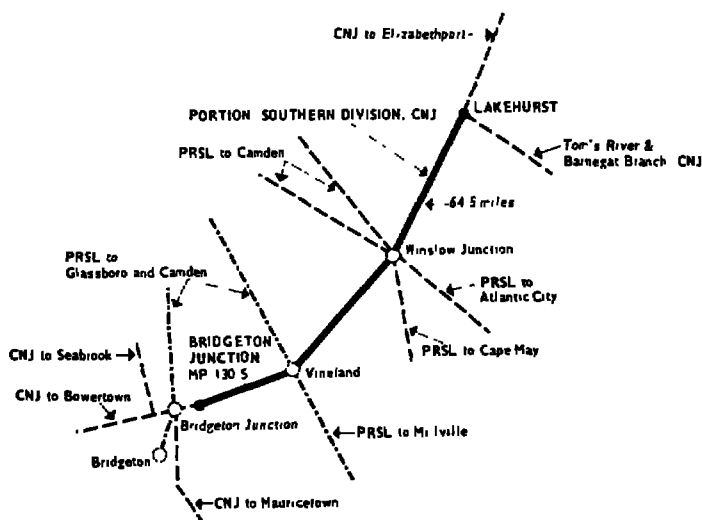 CNJ to Elizabethport-
LAKEHURST
PORTION SOUTHERN DIVISION, CNJ
PRSL to Camden
Tom's River &
Barnegat Branch CNJ
-64 5 miles
Winslow Junction
PRSL to
Glassboro and Camden
PRSL to
Atlantic City
BRIDGETON
JUNCTION
MP 130 S
PRSL to Cape May
CNJ to Seabrook
Vineland
CNJ to Bowertown
Bridgeton Junction
PRSL to Millville
Bridgeton
CNJ to Mauricetown